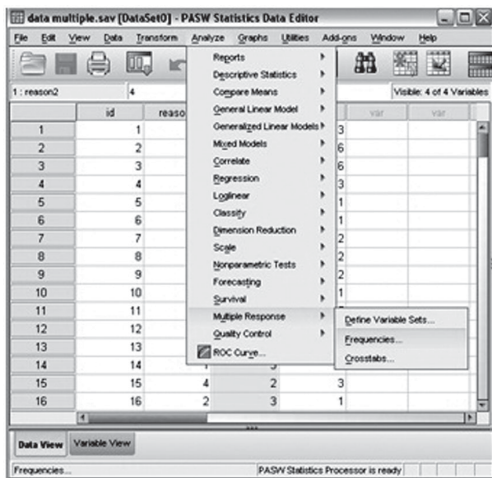 data multiple.sav [DataSet0] - PASW Statistics Data Editor
File Edit View Data Transform Analyze Graphs Utilities Add-ons Window Help
1 : reason2 4 Visible: 4 of 4 Variables
id reaso var var
Reports
Descriptive Statistics
Compare Means
General Linear Model
Generalized Linear Models
Mixed Models
Correlate
Regression
Loglinear
Classify
Dimension Reduction
Scale
Nonparametric Tests
Forecasting
Survival
Multiple Response
Quality Control
ROC Curve...
Define Variable Sets...
Frequencies...
Crosstabs...
1 1 3
2 2 6
3 3 6
4 4 3
5 5 1
6 6 1
7 7 2
8 8 2
9 9 2
10 10 1
11 11
12 12
13 13
14 14
15 15 4 2 3
16 16 2 3 1
Data View Variable View
Frequencies... PASW Statistics Processor is ready